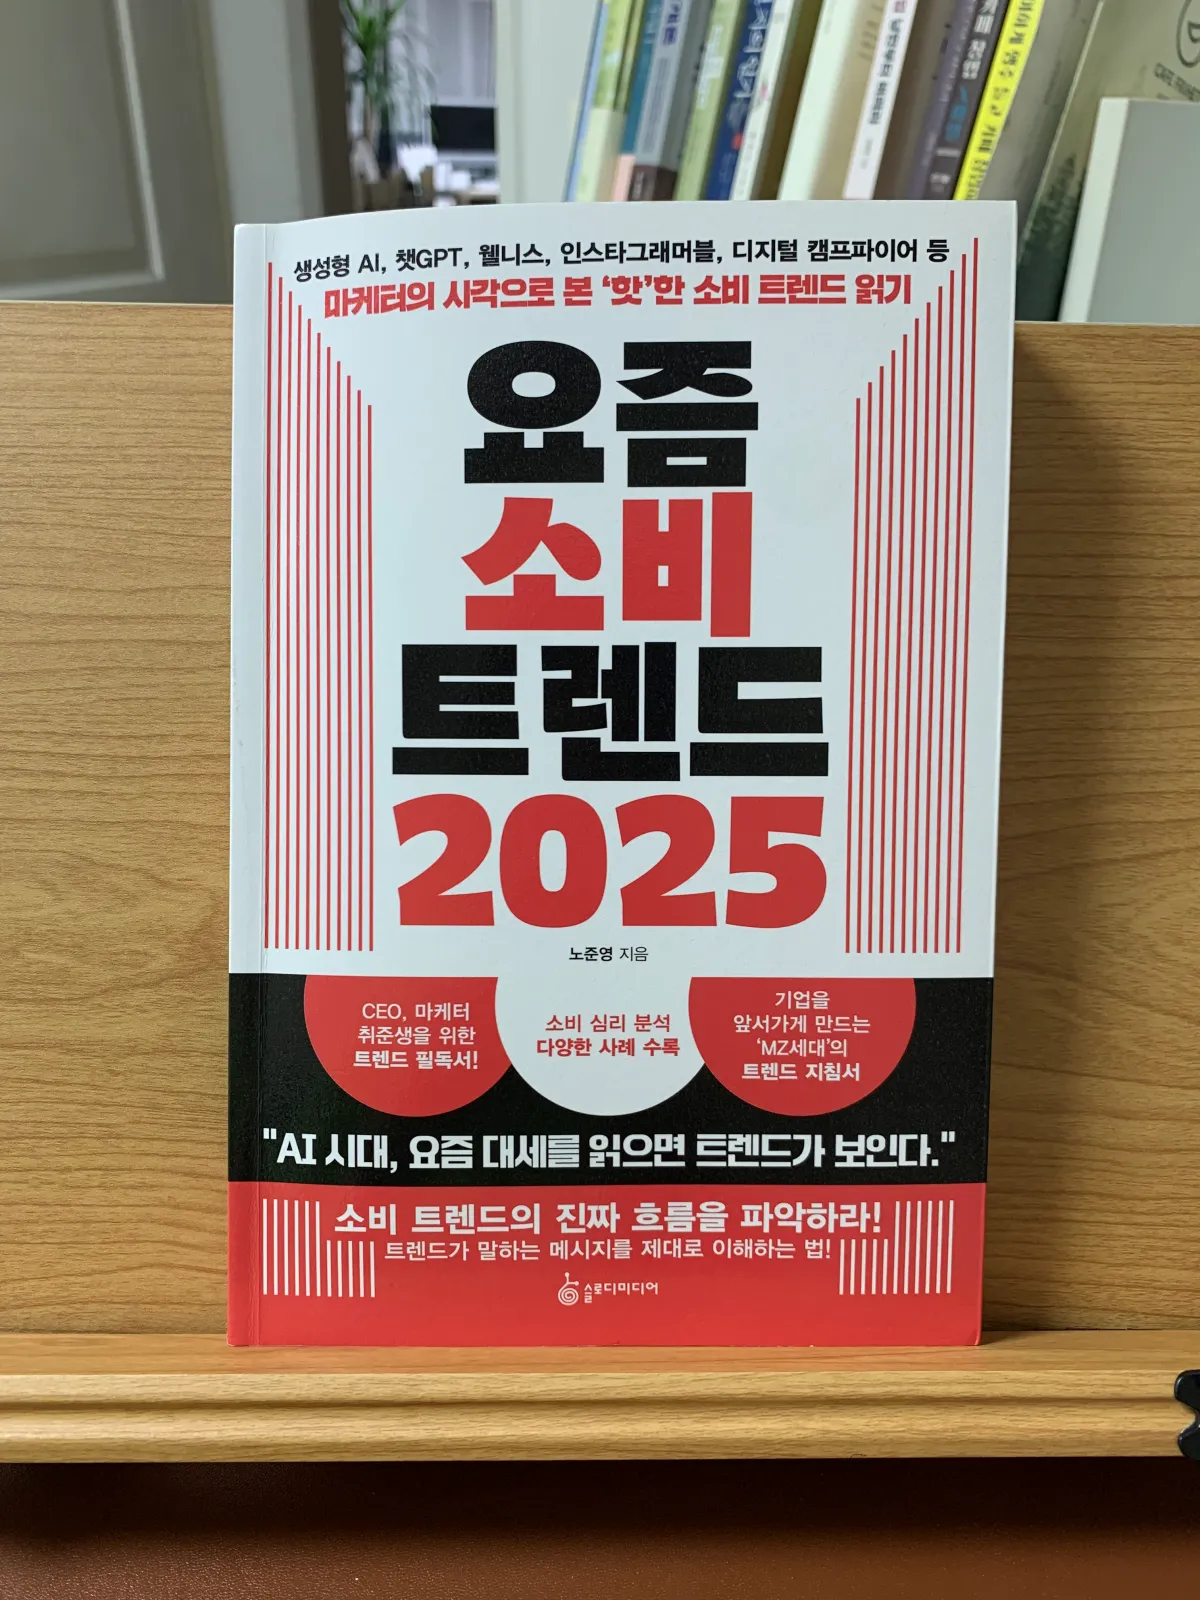 생성형 AI, 챗GPT, 웰니스, 인스타그래머블, 디지털 캠프파이어 등
마케터의 시각으로 본 ‘핫’한 소비 트렌드 읽기
요즘
소비
트렌드
2025
노준영 지음
CEO, 마케터
취준생을 위한
트렌드 필독서!
소비 심리 분석
다양한 사례 수록
기업을
앞서가게 만드는
‘MZ세대’의
트렌드 지침서
"AI 시대, 요즘 대세를 읽으면 트렌드가 보인다."
소비 트렌드의 진짜 흐름을 파악하라!
트렌드가 말하는 메시지를 제대로 이해하는 법!
슬로디미디어